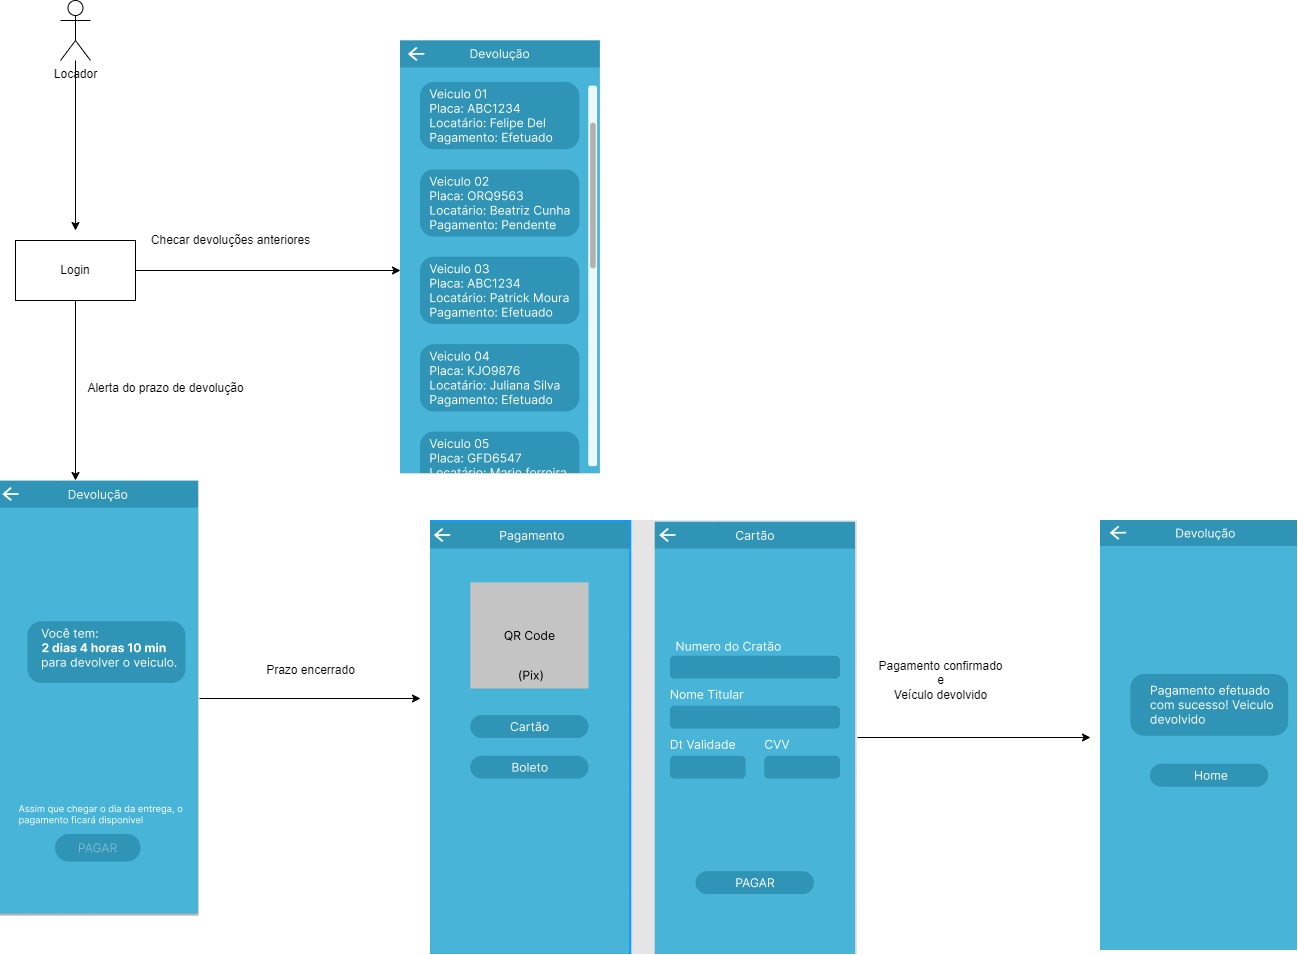 Locador
Login
Checar devoluções anteriores
Devolução
Veiculo 01
Placa: ABC1234
Locatário: Felipe Del
Pagamento: Efetuado
Veiculo 02
Placa: ORQ9563
Locatário: Beatriz Cunha
Pagamento: Pendente
Veiculo 03
Placa: ABC1234
Locatário: Patrick Moura
Pagamento: Efetuado
Veiculo 04
Placa: KJO9876
Locatário: Juliana Silva
Pagamento: Efetuado
Veiculo 05
Placa: GFD6547
Locatário: Mario ferreira
Alerta do prazo de devolução
Devolução
Você tem:
2 dias 4 horas 10 min
para devolver o veiculo.
Assim que chegar o dia da entrega, o
pagamento ficará disponível
PAGAR
Prazo encerrado
Pagamento
QR Code
(Pix)
Cartão
Boleto
Cartão
Numero do Cratão
Nome Titular
Dt Validade
CVV
PAGAR
Pagamento confirmado
e
Veículo devolvido
Devolução
Pagamento efetuado
com sucesso! Veiculo
devolvido
Home